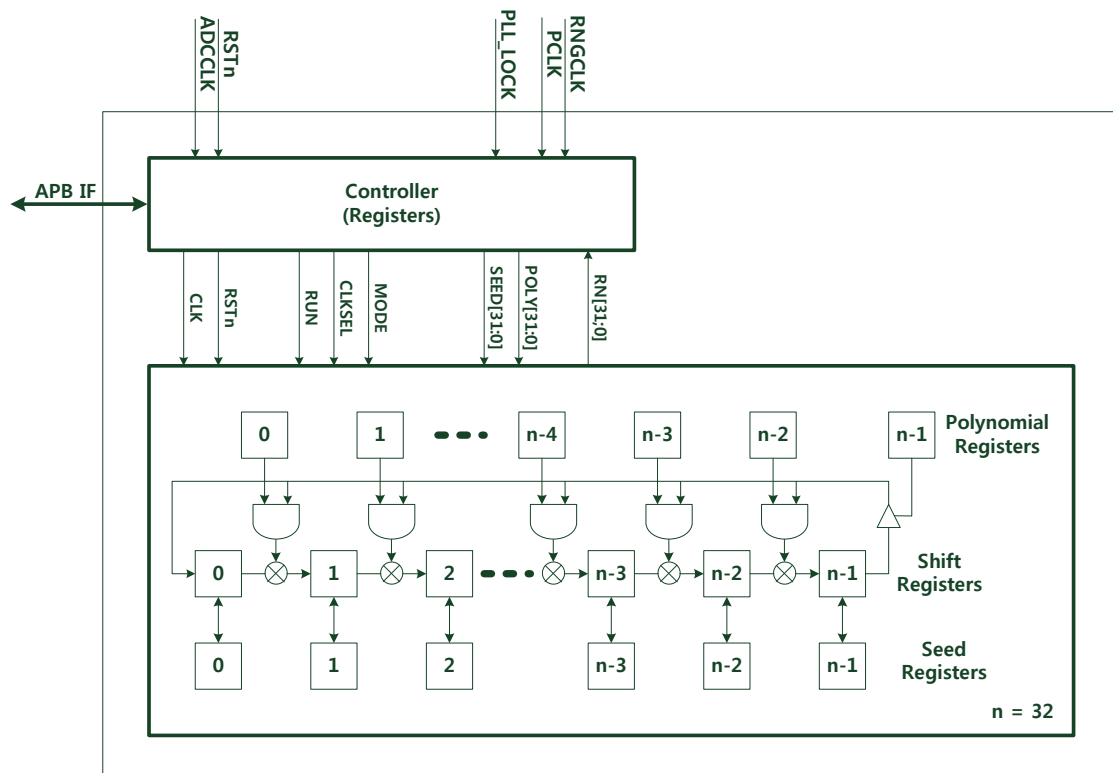 ADCCLK
RSTn
PLL_LOCK
PCLK
RNGCLK
APB IF
Controller
(Registers)
CLK
RSTn
RUN
CLKSEL
MODE
SEED[31:0]
POLY[31:0]
RN[31;0]
0 1 n-4 n-3 n-2 n-1
Polynomial
Registers
0 1 2 n-3 n-2 n-1
Shift
Registers
0 1 2 n-3 n-2 n-1
Seed
Registers
n = 32